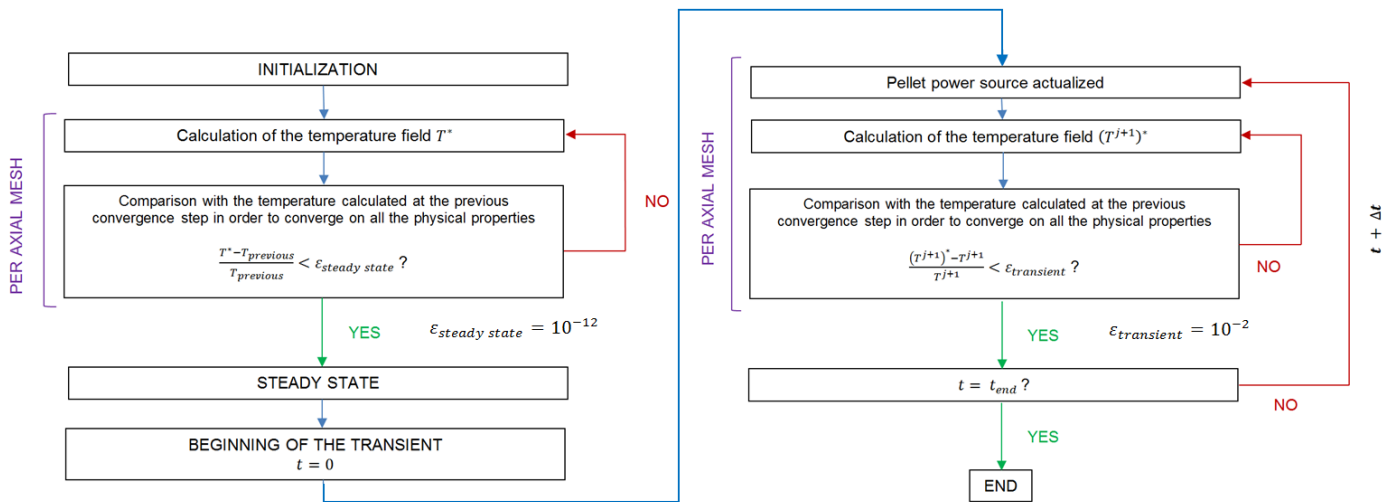 INITIALIZATION
PER AXIAL MESH
Calculation of the temperature field T*
Comparison with the temperature calculated at the previous
convergence step in order to converge on all the physical properties
(T* − T_previous)/T_previous < ε_steady state ?
NO
YES
ε_steady state = 10^−12
STEADY STATE
BEGINNING OF THE TRANSIENT
t = 0
PER AXIAL MESH
Pellet power source actualized
Calculation of the temperature field (T^{j+1})*
Comparison with the temperature calculated at the previous
convergence step in order to converge on all the physical properties
((T^{j+1})* − T^{j+1})/T^{j+1} < ε_transient ?
NO
YES
ε_transient = 10^−2
t = t_end ?
NO
t + Δt
YES
END